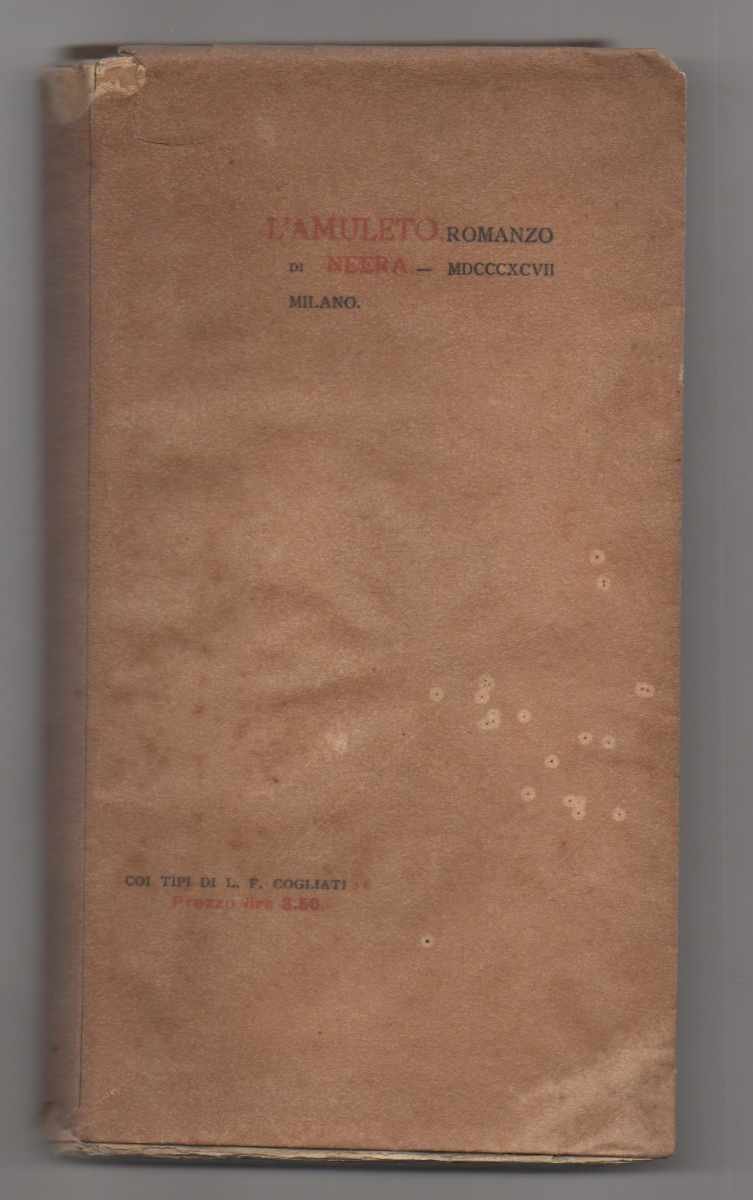 L'AMULETO, ROMANZO
DI NEERA — MDCCCXCVII
MILANO.
COI TIPI DI L. F. COGLIATI
Prezzo lire 3.50.